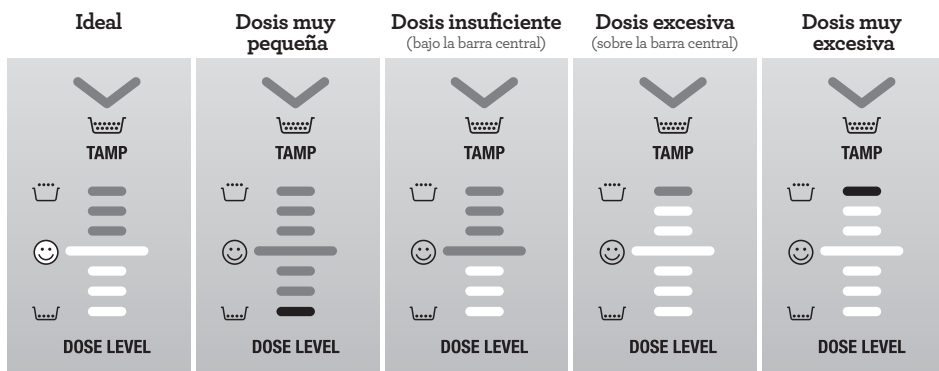 Ideal
Dosis muy
pequeña
Dosis insuficiente
(bajo la barra central)
Dosis excesiva
(sobre la barra central)
Dosis muy
excesiva
TAMP
TAMP
TAMP
TAMP
TAMP
DOSE LEVEL
DOSE LEVEL
DOSE LEVEL
DOSE LEVEL
DOSE LEVEL